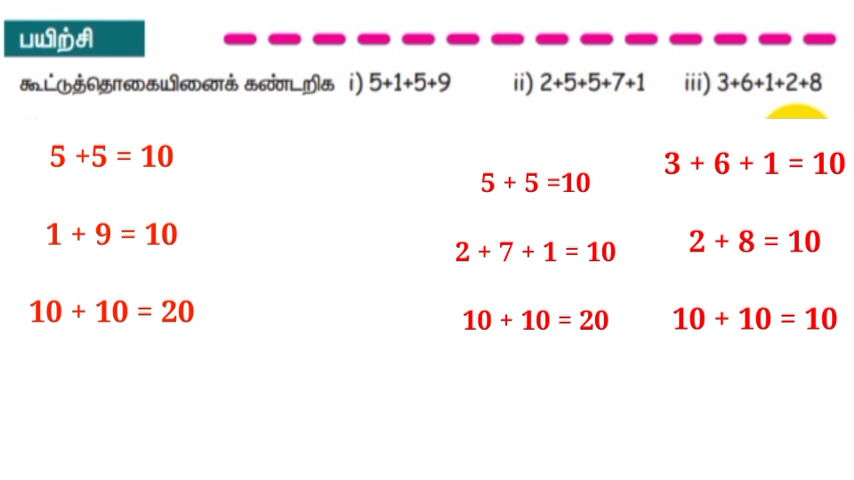 பயிற்சி
கூட்டுத்தொகையினைக் கண்டறிக i) 5+1+5+9 ii) 2+5+5+7+1 iii) 3+6+1+2+8
5 +5 = 10
1 + 9 = 10
10 + 10 = 20
5 + 5 =10
2 + 7 + 1 = 10
10 + 10 = 20
3 + 6 + 1 = 10
2 + 8 = 10
10 + 10 = 10